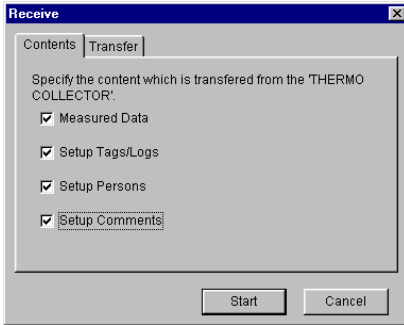 Receive
Contents Transfer
Specify the content which is transfered from the 'THERMO
COLLECTOR'.
Measured Data
Setup Tags/Logs
Setup Persons
Setup Comments
Start Cancel